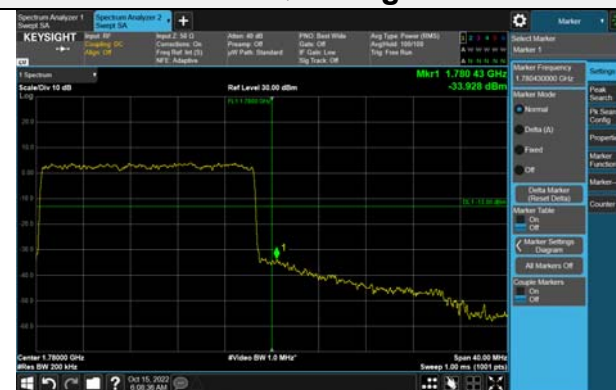 Spectrum Analyzer 1
Swept SA
Spectrum Analyzer 2
Swept SA
Marker
KEYSIGHT
Input: RF
Coupling: DC
Align: Off
Input Z: 50 Ω
Corrections: On
Freq Ref: Int (S)
NFE: Adaptive
Atten: 40 dB
Preamp: Off
µW Path: Standard
PNO: Best Wide
Gate: Off
IF Gain: Low
Sig Track: Off
Avg Type: Power (RMS)
Avg|Hold: 100/100
Trig: Free Run
Select Marker
Marker 1
1 Spectrum
Scale/Div 10 dB
Ref Level 30.00 dBm
Mkr1 1.780 43 GHz
-33.928 dBm
Log
Marker Frequency
1.780430000 GHz
Settings
Marker Mode
Normal
Delta (Δ)
Fixed
Off
Peak
Search
Pk Sear
Config
Properti
Marker
Function
Marker
Counter
Delta Marker
(Reset Delta)
Marker Table
On
Off
Marker Settings
Diagram
All Markers Off
Couple Markers
On
Off
1
Center 1.78000 GHz
#Res BW 200 kHz
#Video BW 1.0 MHz*
Span 40.00 MHz
Sweep 1.00 ms (1001 pts)
Oct 15, 2022
6:08:36 AM